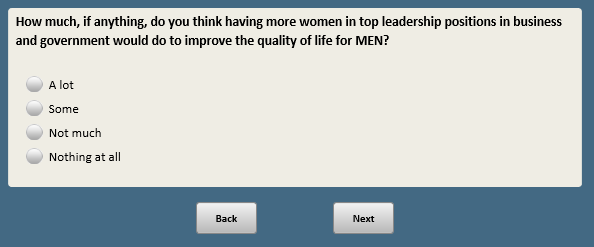 How much, if anything, do you think having more women in top leadership positions in business
and government would do to improve the quality of life for MEN?
A lot
Some
Not much
Nothing at all
Back
Next